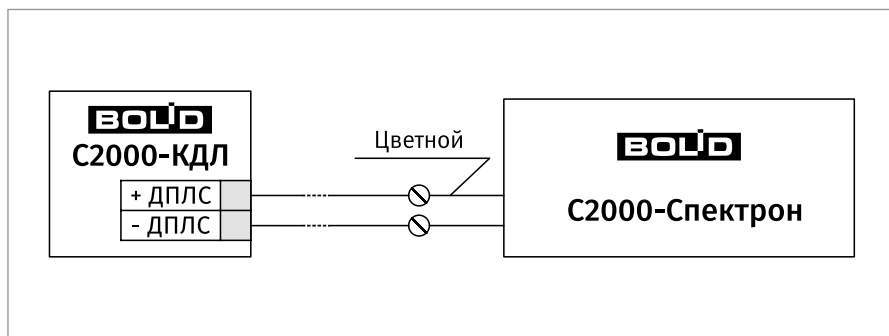 BOLID
С2000-КДЛ
+ ДПЛС
- ДПЛС
Цветной
BOLID
С2000-Спектрон